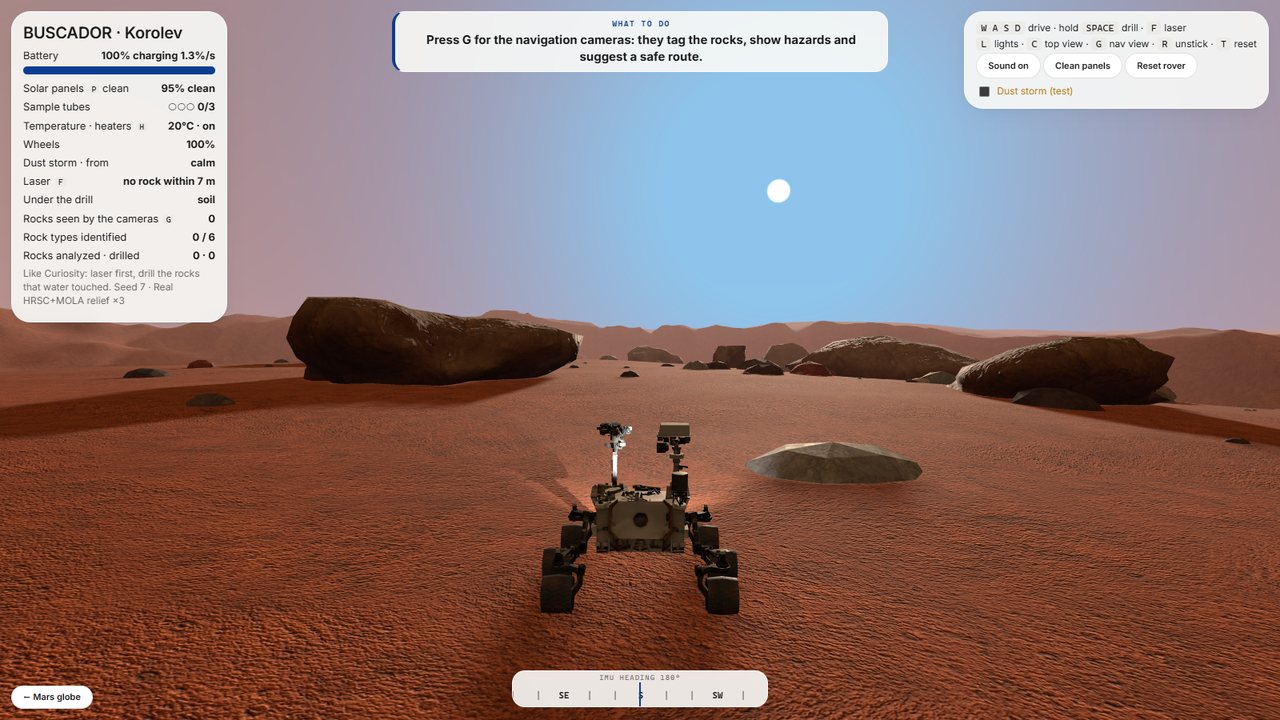 BUSCADOR · Korolev
Battery 100% charging 1.3%/s
Solar panels P clean 95% clean
Sample tubes ○○○ 0/3
Temperature · heaters H 20°C · on
Wheels 100%
Dust storm · from calm
Laser F no rock within 7 m
Under the drill soil
Rocks seen by the cameras G 0
Rock types identified 0 / 6
Rocks analyzed · drilled 0 · 0
Like Curiosity: laser first, drill the rocks
that water touched. Seed 7 · Real
HRSC+MOLA relief ×3
WHAT TO DO
Press G for the navigation cameras: they tag the rocks, show hazards and
suggest a safe route.
W A S D drive · hold SPACE drill · F laser
L lights · C top view · G nav view · R unstick · T reset
Sound on Clean panels Reset rover
Dust storm (test)
← Mars globe
IMU HEADING 180°
| SE | | S | | SW |